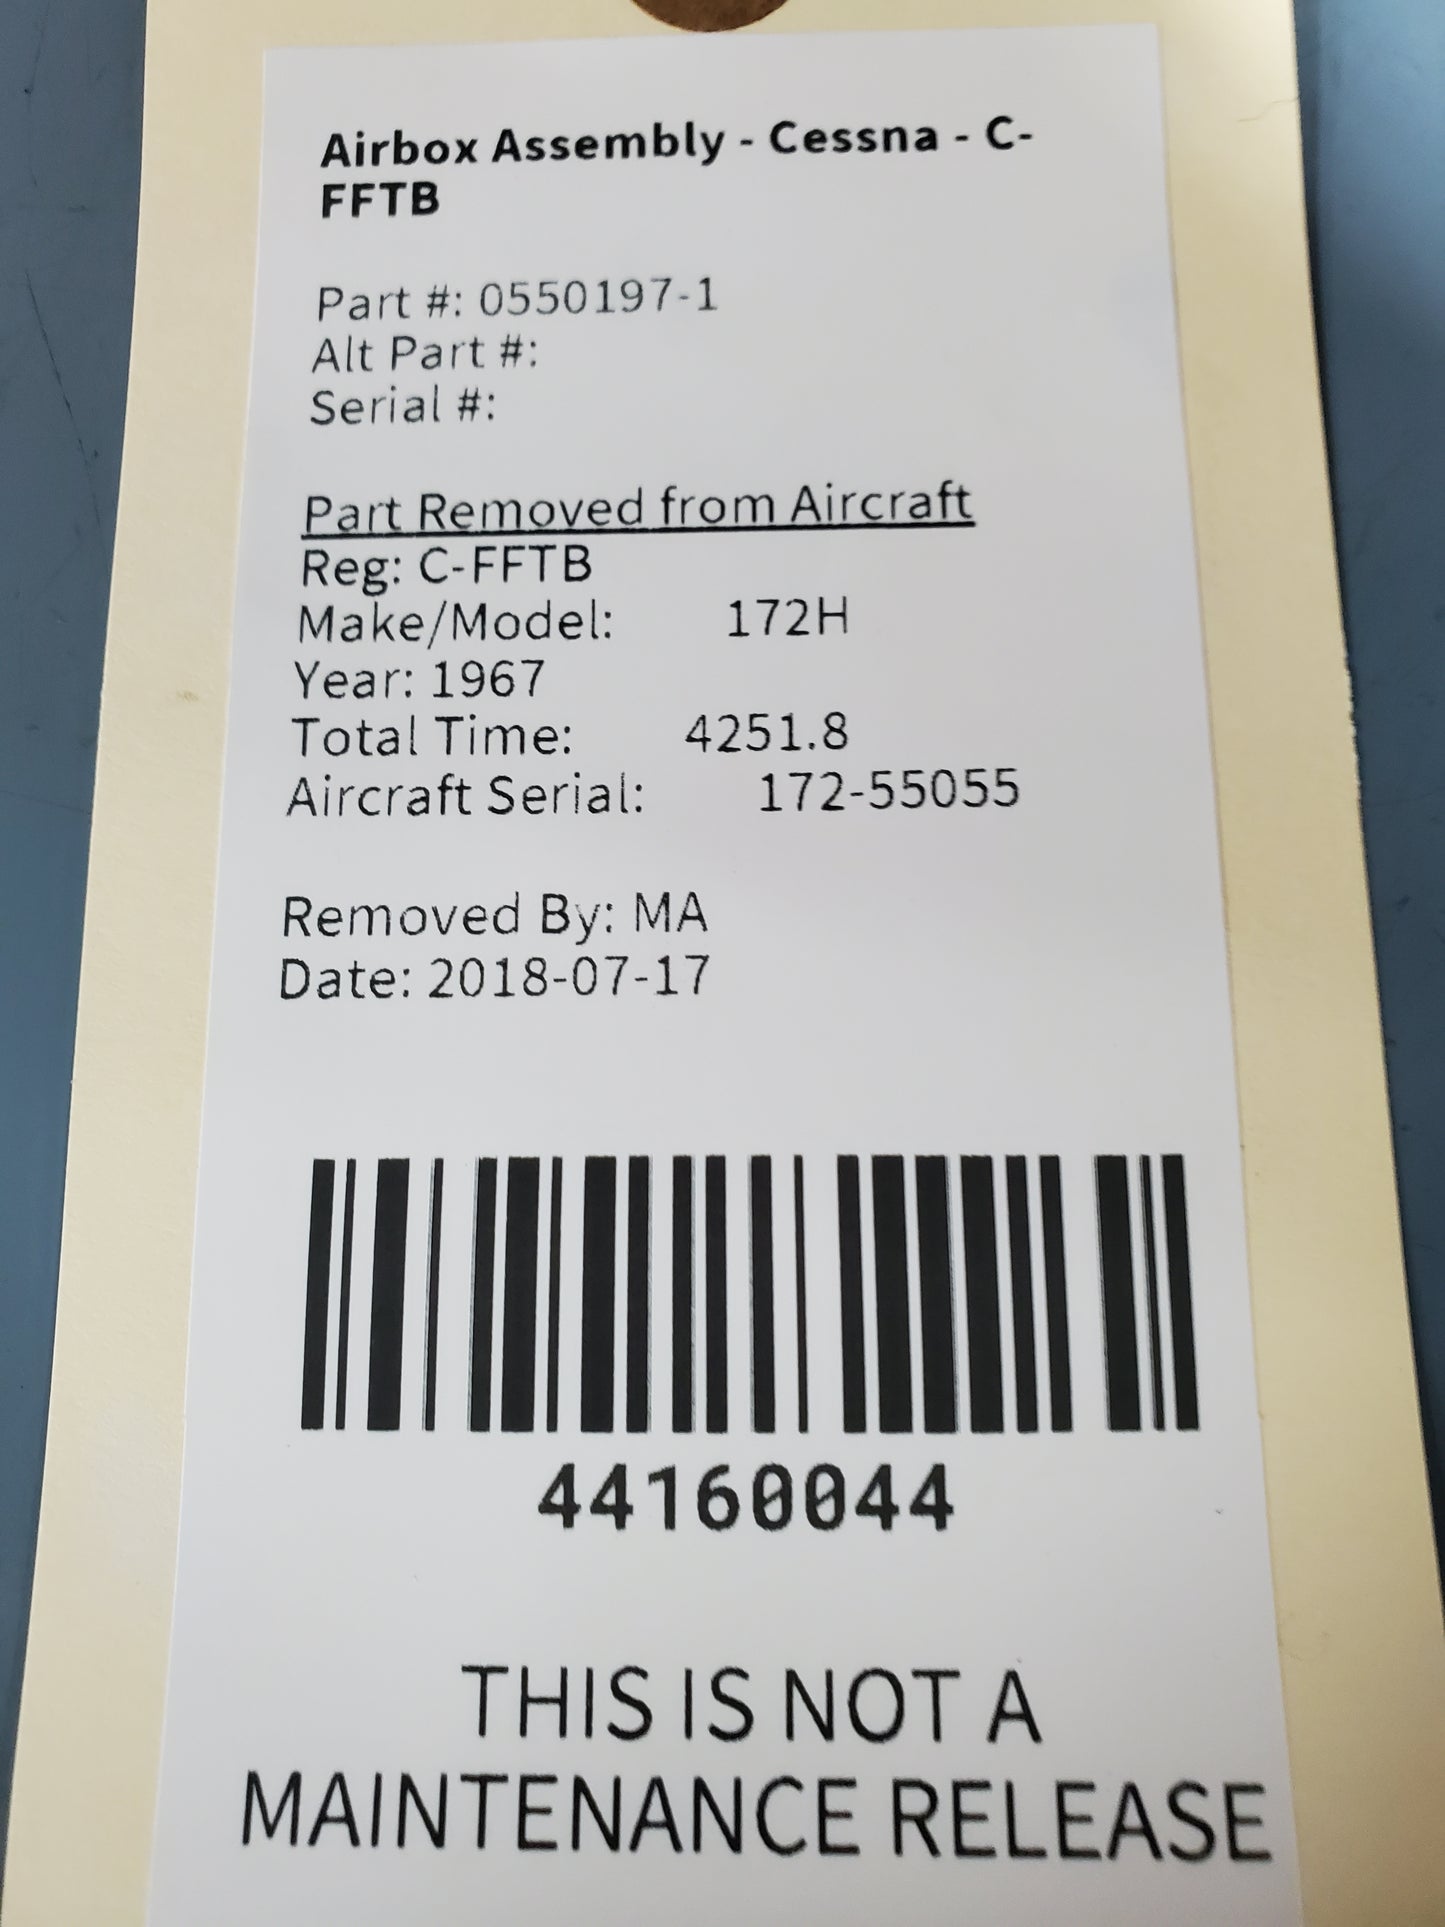 Airbox Assembly - Cessna - C-
FFTB
Part #: 0550197-1
Alt Part #:
Serial #:
Part Removed from Aircraft
Reg: C-FFTB
Make/Model: 172H
Year: 1967
Total Time: 4251.8
Aircraft Serial: 172-55055
Removed By: MA
Date: 2018-07-17
44160044
THIS IS NOT A
MAINTENANCE RELEASE